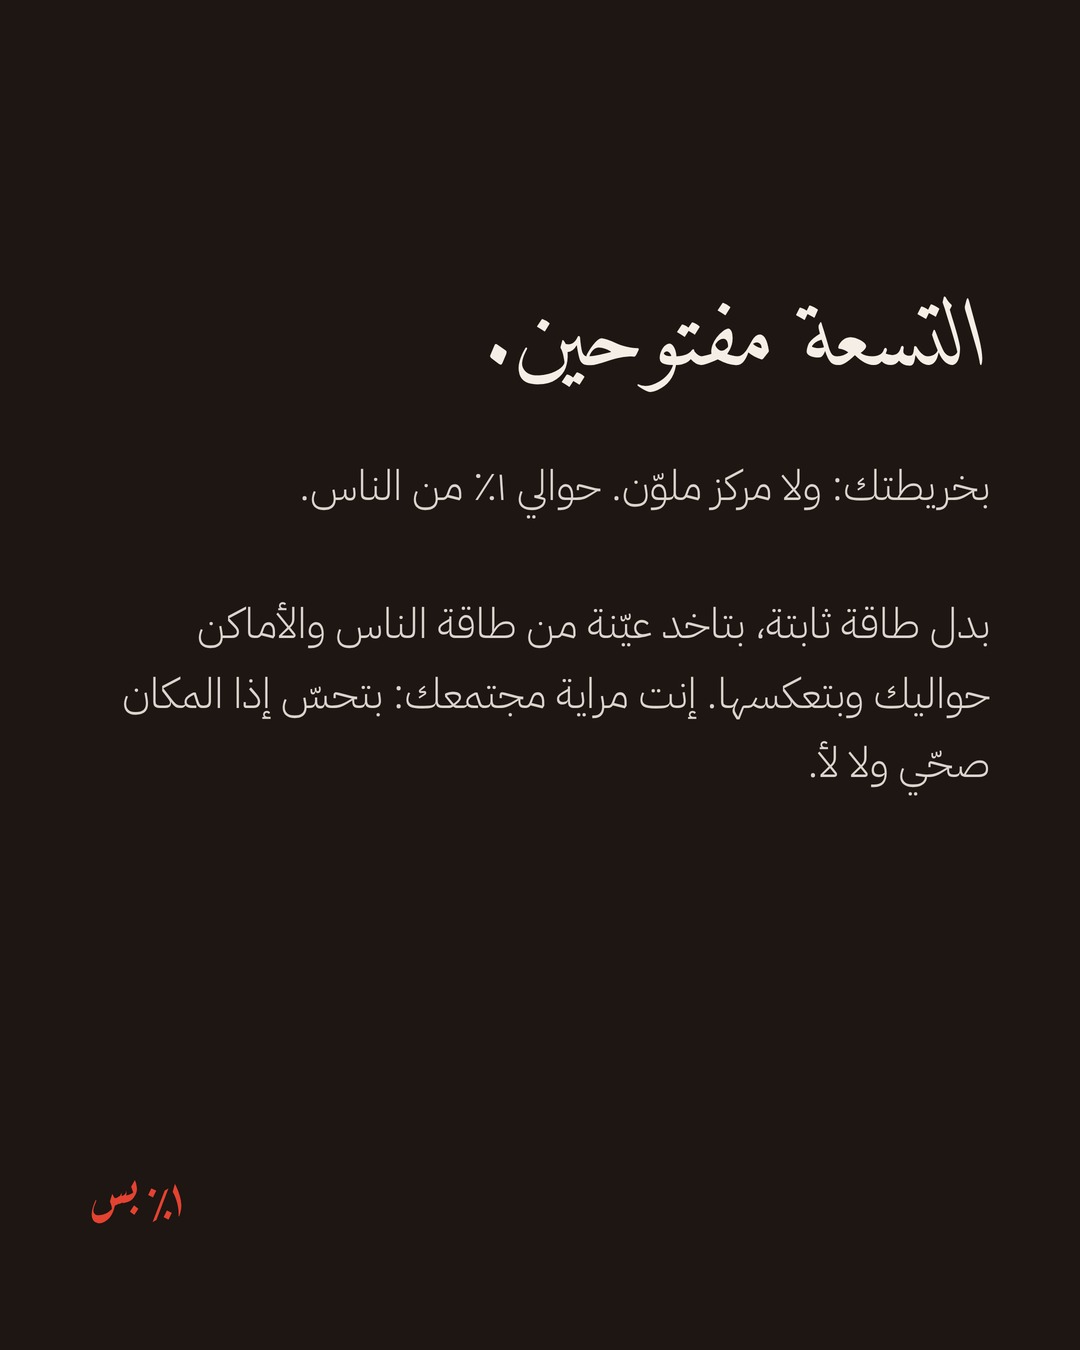 التسعة مفتوحين.
بخريطتك: ولا مركز ملوّن. حوالي ١٪ من الناس.
بدل طاقة ثابتة، بتاخد عيّنة من طاقة الناس والأماكن
حواليك وبتعكسها. إنت مراية مجتمعك: بتحسّ إذا المكان
صحّي ولا لأ.
١٪ بس